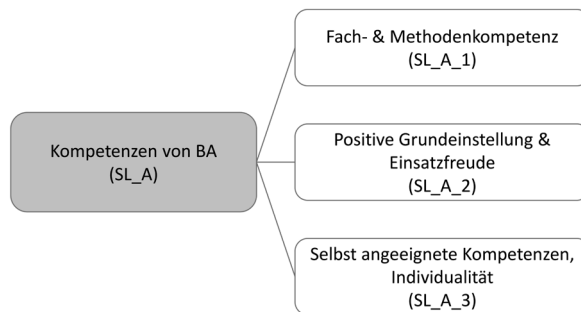 Fach- & Methodenkompetenz
(SL_A_1)
Kompetenzen von BA
(SL_A)
Positive Grundeinstellung &
Einsatzfreude
(SL_A_2)
Selbst angeeignete Kompetenzen,
Individualität
(SL_A_3)